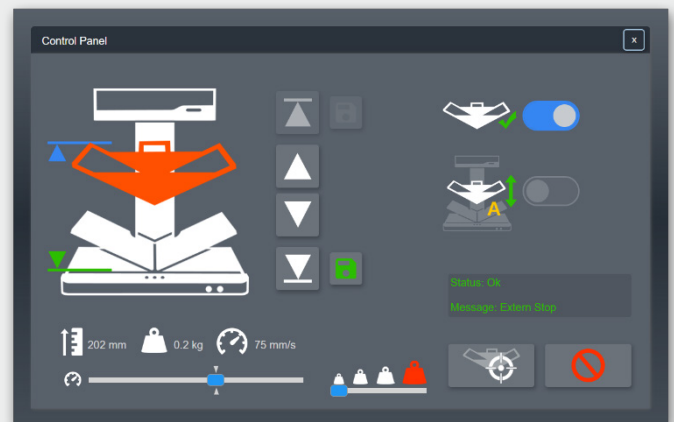 Control Panel
x
A
Status: Ok
Message: Extern Stop
202 mm
0.2 kg
75 mm/s